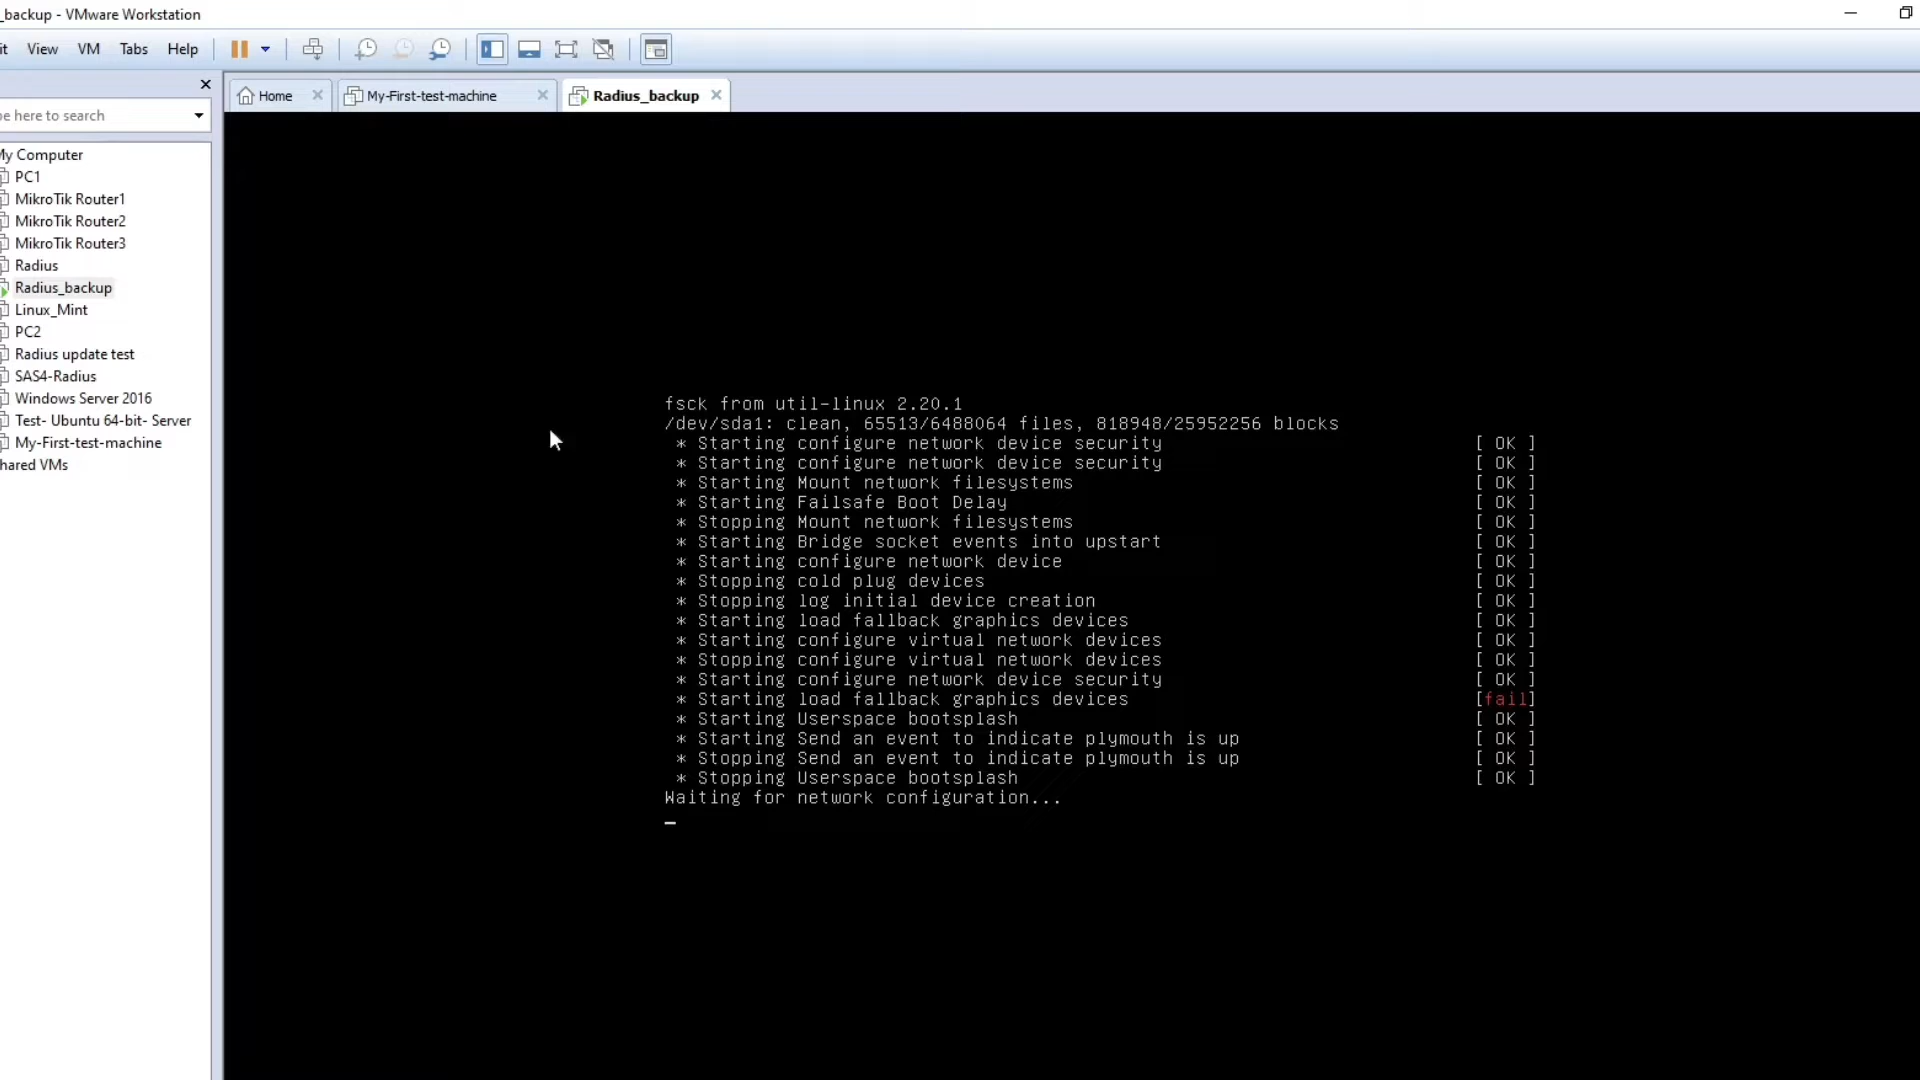 _backup - VMware Workstation
it View VM Tabs Help
Home My-First-test-machine Radius_backup
pe here to search
My Computer
PC1
MikroTik Router1
MikroTik Router2
MikroTik Router3
Radius
Radius_backup
Linux_Mint
PC2
Radius update test
SAS4-Radius
Windows Server 2016
Test- Ubuntu 64-bit- Server
My-First-test-machine
hared VMs
fsck from util-linux 2.20.1
/dev/sda1: clean, 65513/6488064 files, 818948/25952256 blocks
* Starting configure network device security [ OK ]
* Starting configure network device security [ OK ]
* Starting Mount network filesystems [ OK ]
* Starting Failsafe Boot Delay [ OK ]
* Stopping Mount network filesystems [ OK ]
* Starting Bridge socket events into upstart [ OK ]
* Starting configure network device [ OK ]
* Stopping cold plug devices [ OK ]
* Stopping log initial device creation [ OK ]
* Starting load fallback graphics devices [ OK ]
* Starting configure virtual network devices [ OK ]
* Stopping configure virtual network devices [ OK ]
* Starting configure network device security [ OK ]
* Starting load fallback graphics devices [fail]
* Starting Userspace bootsplash [ OK ]
* Starting Send an event to indicate plymouth is up [ OK ]
* Stopping Send an event to indicate plymouth is up [ OK ]
* Stopping Userspace bootsplash [ OK ]
Waiting for network configuration...